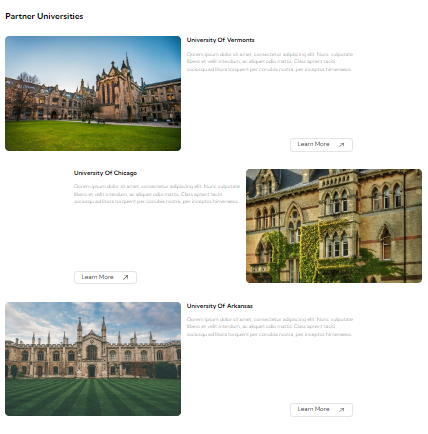 Partner Universities
University Of Vermonts
Qorem ipsum dolor sit amet, consectetur adipiscing elit. Nunc vulputate
libero et velit interdum, ac aliquet odio mattis. Class aptent taciti
sociosqu ad litora torquent per conubia nostra, per inceptos himenaeos.
Learn More
University Of Chicago
Qorem ipsum dolor sit amet, consectetur adipiscing elit. Nunc vulputate
libero et velit interdum, ac aliquet odio mattis. Class aptent taciti
sociosqu ad litora torquent per conubia nostra, per inceptos himenaeos.
Learn More
University Of Arkansas
Qorem ipsum dolor sit amet, consectetur adipiscing elit. Nunc vulputate
libero et velit interdum, ac aliquet odio mattis. Class aptent taciti
sociosqu ad litora torquent per conubia nostra, per inceptos himenaeos.
Learn More